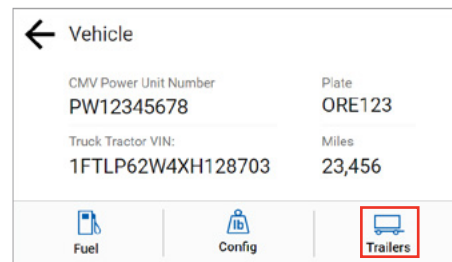 Vehicle
CMV Power Unit Number Plate
PW12345678 ORE123
Truck Tractor VIN: Miles
1FTLP62W4XH128703 23,456
lb
Fuel Config Trailers